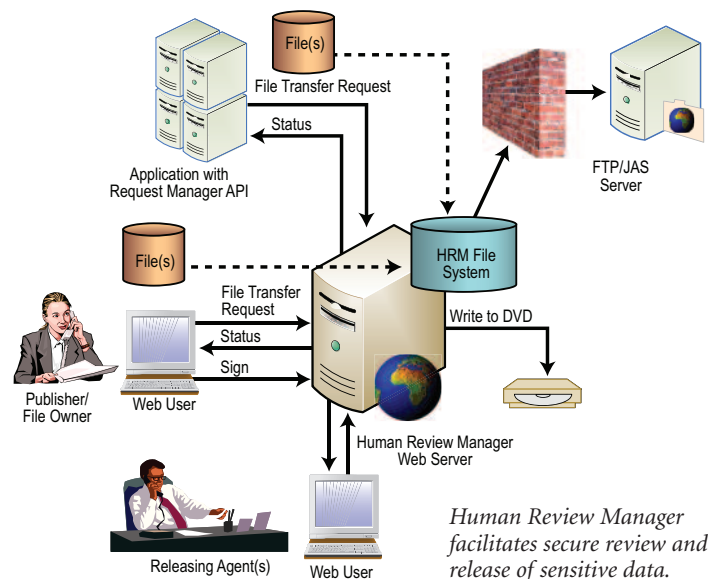 File(s)
File Transfer Request
Status
Application with
Request Manager API
FTP/JAS
Server
File(s)
HRM File
System
File Transfer
Request
Write to DVD
Status
Sign
Publisher/
File Owner
Web User
Human Review Manager
Web Server
Releasing Agent(s)
Web User
Human Review Manager
facilitates secure review and
release of sensitive data.